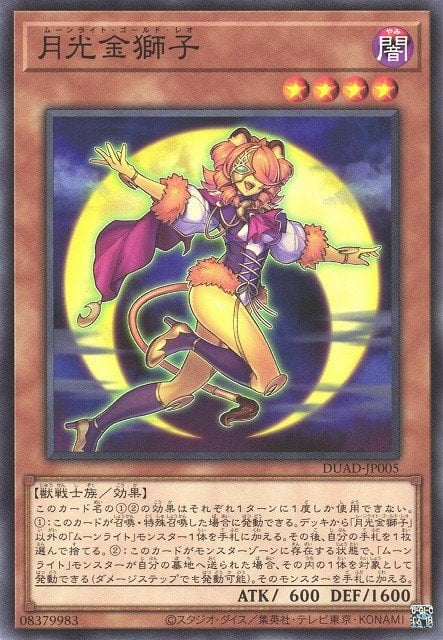 ムーンライト・ゴールド・レオ
月光金獅子
やみ
闇
DUAD-JP005
【獣戦士族／効果】
このカード名の①②の効果はそれぞれ1ターンに1度しか使用できない。
①：このカードが召喚・特殊召喚した場合に発動できる。デッキから「月光金獅子」
以外の「ムーンライト」モンスター1体を手札に加える。その後、自分の手札を1枚
選んで捨てる。②：このカードがモンスターゾーンに存在する状態で、「ムーン
ライト」モンスターが自分の墓地へ送られた場合、その内の1体を対象として
発動できる（ダメージステップでも発動可能）。そのモンスターを手札に加える。
ATK/ 600 DEF/1600
08379983
©スタジオ・ダイス／集英社・テレビ東京・KONAMI